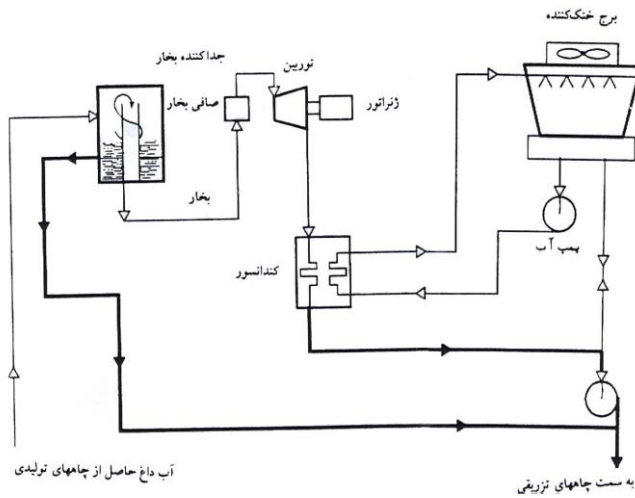 برج خنک‌کننده
جداکننده بخار
توربین
صافی بخار
ژنراتور
بخار
پمپ آب
کندانسور
آب داغ حاصل از چاههای تولیدی
به سمت چاههای تزریقی